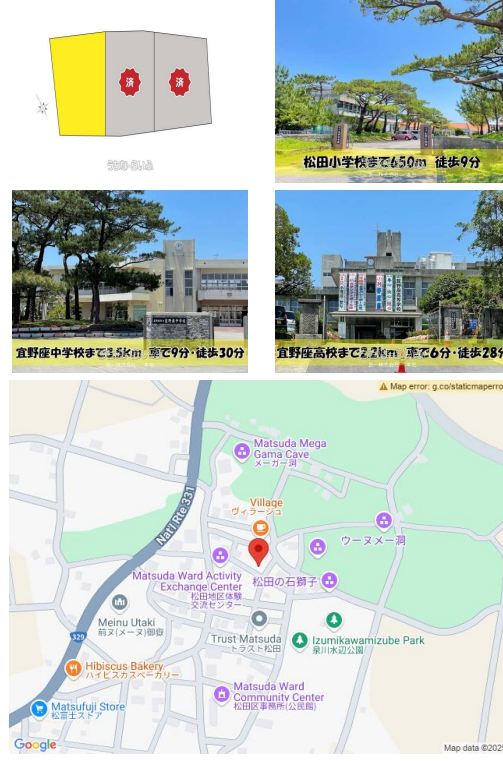 済
済
うちなーらいふ
松田小学校まで650m 徒歩9分
宜野座中学校まで3.5km 車で9分・徒歩30分
宜野座高校まで2.2km 車で6分・徒歩28分
Map error: g.co/staticmaperro
Matsuda Mega
Gama Cave
メーガー洞
Nat'l Rte 331
Village
ヴィラージュ
ウーヌメー洞
Matsuda Ward Activity
Exchange Center
松田地区体験
交流センター
松田の石獅子
Meinu Utaki
前ヌ(メーヌ)御嶽
Trust Matsuda
トラスト松田
Izumikawamizube Park
泉川水辺公園
329
Hibiscus Bakery
ハイビスカスベーカリー
Matsuda Ward
Community Center
松田区事務所(公民館)
Matsufuji Store
松富士ストア
Google
Map data ©2025